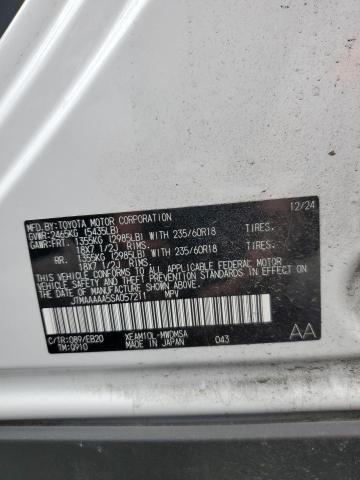 MFD.BY:TOYOTA MOTOR CORPORATION 12/24
GVWR:2465KG (5435LB)
GAWR:FRT. 1355KG (2985LB) WITH 235/60R18 TIRES.
18X7 1/2J RIMS.
RR. 1355KG (2985LB) WITH 235/60R18 TIRES.
18X7 1/2J RIMS.
THIS VEHICLE CONFORMS TO ALL APPLICABLE FEDERAL MOTOR
VEHICLE SAFETY, BUMPER, AND THEFT PREVENTION
STANDARDS IN EFFECT ON THE DATE OF MANUFACTURE
SHOWN ABOVE.
JTMAAAAA5SA057211 MPV
C/TR:089/EB20 XEAM10L-MWDMSA 043 AA
TM:Q910 MADE IN JAPAN